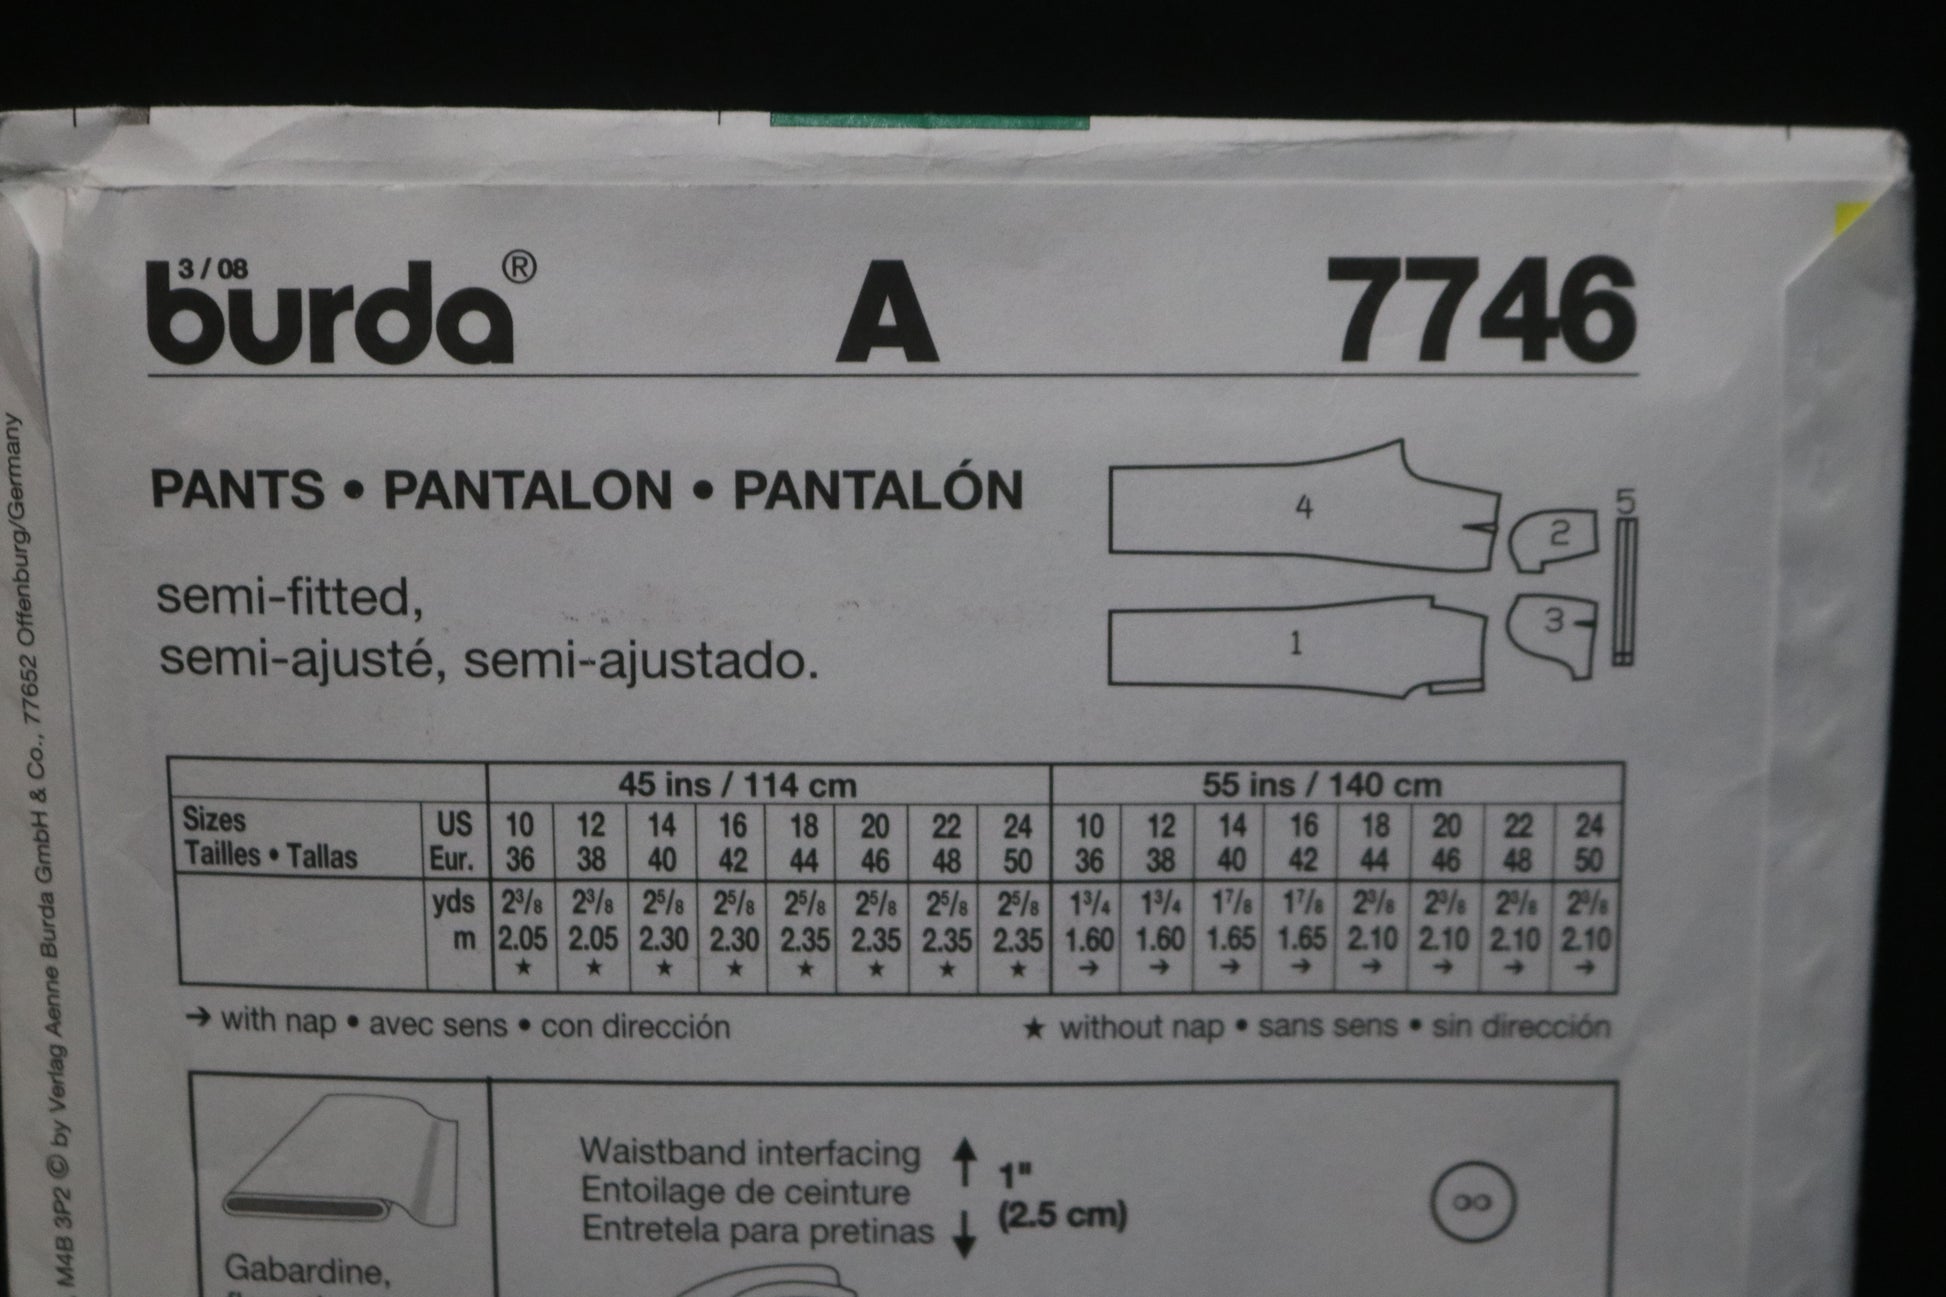 3 / 08
burda® A 7746
PANTS • PANTALON • PANTALÓN
semi-fitted,
semi-ajusté, semi-ajustado.
4
2
5
1
3
45 ins / 114 cm 55 ins / 140 cm
Sizes US 10 12 14 16 18 20 22 24 10 12 14 16 18 20 22 24
Tailles • Tallas Eur. 36 38 40 42 44 46 48 50 36 38 40 42 44 46 48 50
yds 2³/₈ 2³/₈ 2⁵/₈ 2⁵/₈ 2⁵/₈ 2⁵/₈ 2⁵/₈ 2⁵/₈ 1³/₄ 1³/₄ 1⁷/₈ 1⁷/₈ 2³/₈ 2³/₈ 2³/₈ 2³/₈
m 2.05 2.05 2.30 2.30 2.35 2.35 2.35 2.35 1.60 1.60 1.65 1.65 2.10 2.10 2.10 2.10
★ ★ ★ ★ ★ ★ ★ ★ → → → → → → → →
→ with nap • avec sens • con dirección ★ without nap • sans sens • sin dirección
Waistband interfacing
Entoilage de ceinture
Entretela para pretinas
1"
(2.5 cm)
Gabardine,
M4B 3P2 © by Verlag Aenne Burda GmbH & Co., 77652 Offenburg/Germany